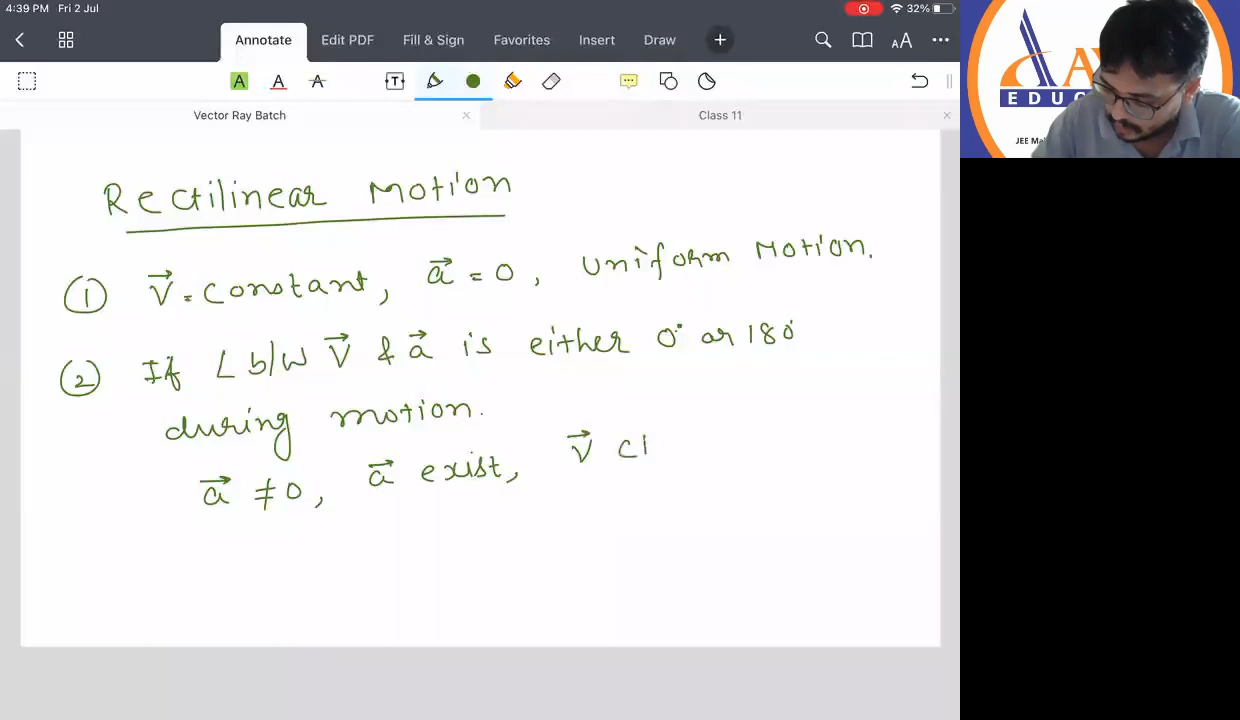 4:39 PM Fri 2 Jul
32%
Annotate Edit PDF Fill & Sign Favorites Insert Draw
Vector Ray Batch
Class 11
EDUC
JEE
Rectilinear Motion
① v⃗ = constant, a⃗ = 0, uniform motion.
② If ∠ b/w v⃗ & a⃗ is either 0° or 180°
during motion.
a⃗ ≠ 0, a⃗ exist, v⃗ cl